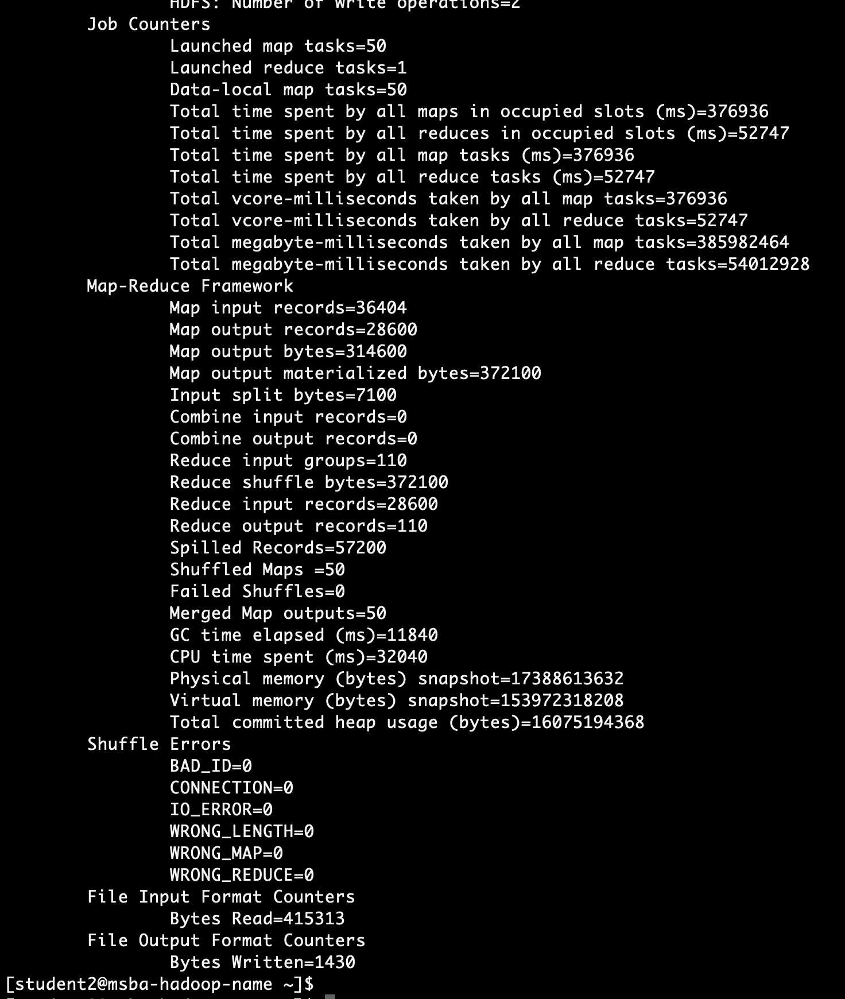 HDFS: Number of write operations=2
Job Counters
Launched map tasks=50
Launched reduce tasks=1
Data-local map tasks=50
Total time spent by all maps in occupied slots (ms)=376936
Total time spent by all reduces in occupied slots (ms)=52747
Total time spent by all map tasks (ms)=376936
Total time spent by all reduce tasks (ms)=52747
Total vcore-milliseconds taken by all map tasks=376936
Total vcore-milliseconds taken by all reduce tasks=52747
Total megabyte-milliseconds taken by all map tasks=385982464
Total megabyte-milliseconds taken by all reduce tasks=54012928
Map-Reduce Framework
Map input records=36404
Map output records=28600
Map output bytes=314600
Map output materialized bytes=372100
Input split bytes=7100
Combine input records=0
Combine output records=0
Reduce input groups=110
Reduce shuffle bytes=372100
Reduce input records=28600
Reduce output records=110
Spilled Records=57200
Shuffled Maps =50
Failed Shuffles=0
Merged Map outputs=50
GC time elapsed (ms)=11840
CPU time spent (ms)=32040
Physical memory (bytes) snapshot=17388613632
Virtual memory (bytes) snapshot=153972318208
Total committed heap usage (bytes)=16075194368
Shuffle Errors
BAD_ID=0
CONNECTION=0
IO_ERROR=0
WRONG_LENGTH=0
WRONG_MAP=0
WRONG_REDUCE=0
File Input Format Counters
Bytes Read=415313
File Output Format Counters
Bytes Written=1430
[student2@msba-hadoop-name ~]$